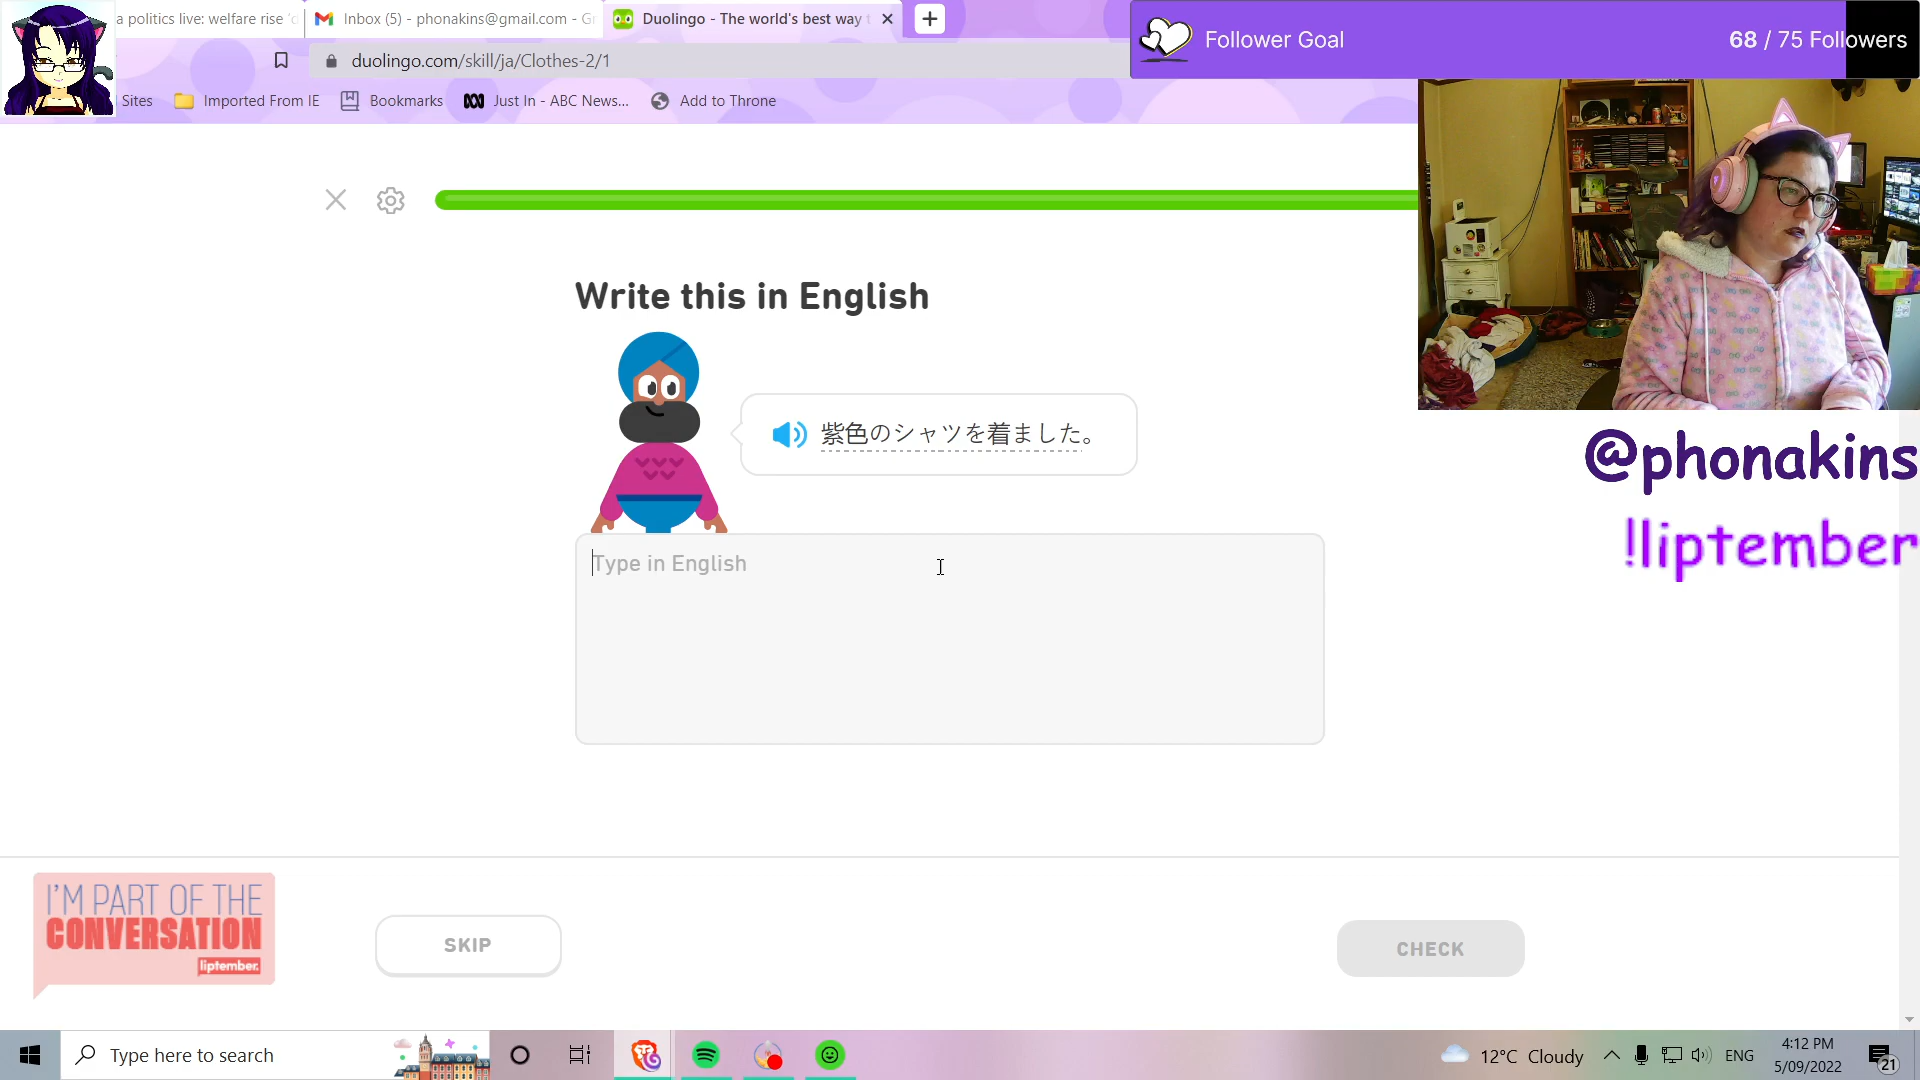 a politics live: welfare rise 'd
Inbox (5) - phonakins@gmail.com - Gr
Duolingo - The world's best way t
Follower Goal
68 / 75 Followers
duolingo.com/skill/ja/Clothes-2/1
Sites
Imported From IE
Bookmarks
Just In - ABC News...
Add to Throne
Write this in English
紫色のシャツを着ました。
Type in English
@phonakins
!liptember
I'M PART OF THE
CONVERSATION
liptember.
SKIP
CHECK
Type here to search
12°C Cloudy
ENG
4:12 PM
5/09/2022
21